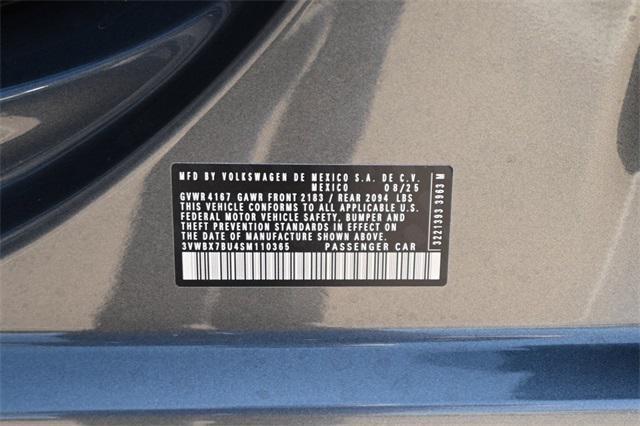 MFD BY VOLKSWAGEN DE MEXICO S.A. DE C.V.
MEXICO 08/25
GVWR 4167 GAWR FRONT 2183 / REAR 2094 LBS
THIS VEHICLE CONFORMS TO ALL APPLICABLE U.S.
FEDERAL MOTOR VEHICLE SAFETY, BUMPER AND
THEFT PREVENTION STANDARDS IN EFFECT ON
THE DATE OF MANUFACTURE SHOWN ABOVE.
3VWBX7BU4SM110365 PASSENGER CAR
3221393 3963 M